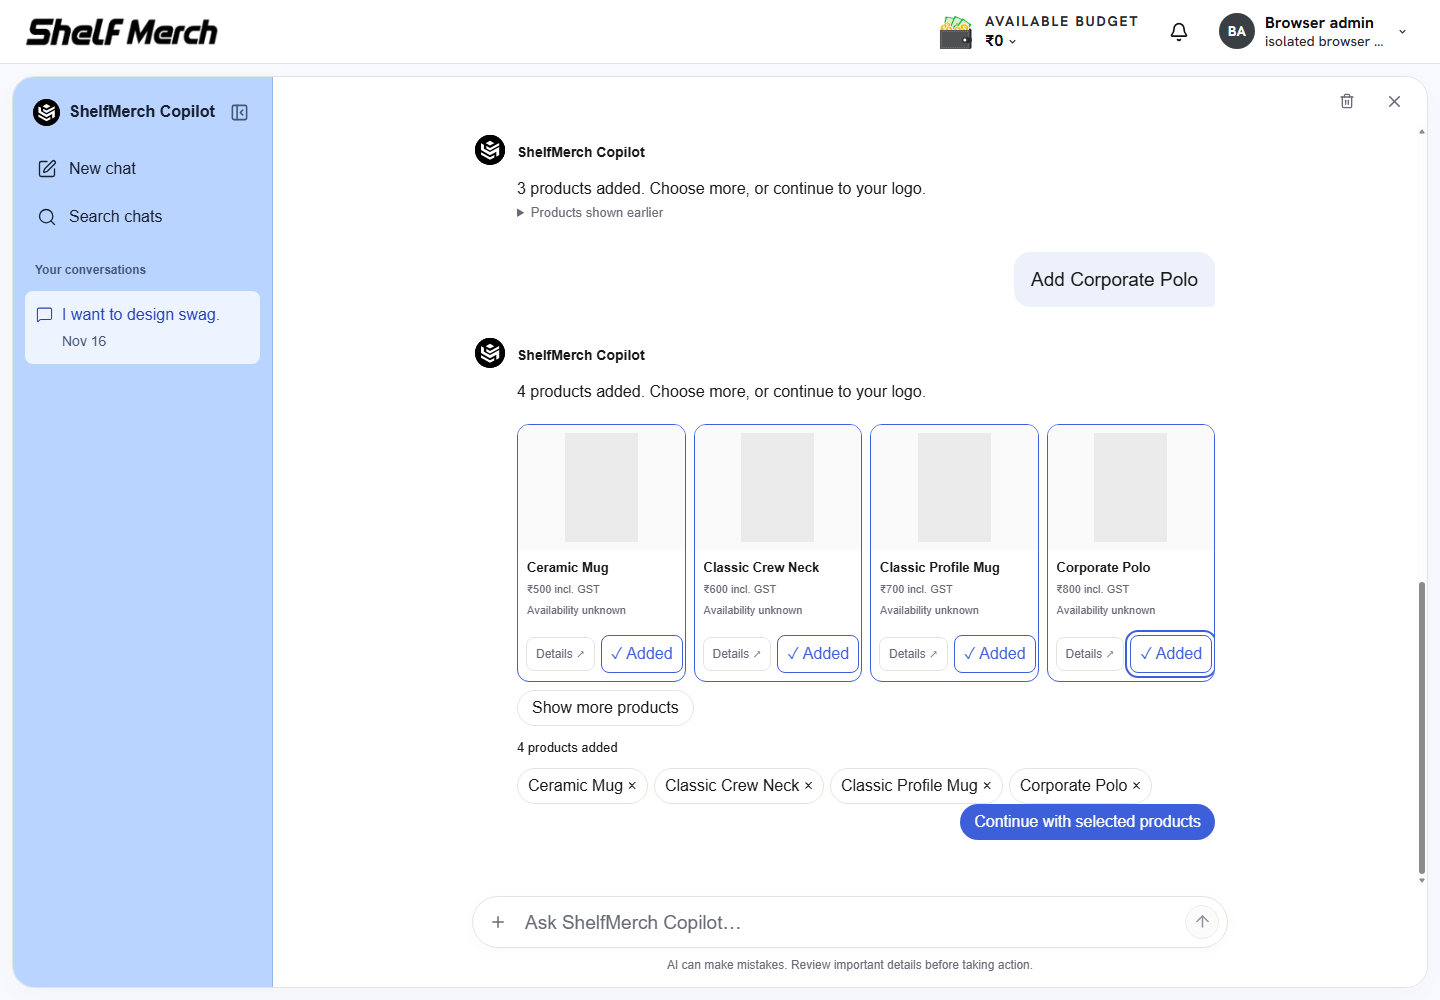 Shelf Merch
AVAILABLE BUDGET
₹0
BA
Browser admin
isolated browser ...
ShelfMerch Copilot
New chat
Search chats
Your conversations
I want to design swag.
Nov 16
ShelfMerch Copilot
3 products added. Choose more, or continue to your logo.
▶ Products shown earlier
Add Corporate Polo
ShelfMerch Copilot
4 products added. Choose more, or continue to your logo.
Ceramic Mug
₹500 incl. GST
Availability unknown
Details ↗ ✓ Added
Classic Crew Neck
₹600 incl. GST
Availability unknown
Details ↗ ✓ Added
Classic Profile Mug
₹700 incl. GST
Availability unknown
Details ↗ ✓ Added
Corporate Polo
₹800 incl. GST
Availability unknown
Details ↗ ✓ Added
Show more products
4 products added
Ceramic Mug × Classic Crew Neck × Classic Profile Mug × Corporate Polo ×
Continue with selected products
Ask ShelfMerch Copilot…
AI can make mistakes. Review important details before taking action.